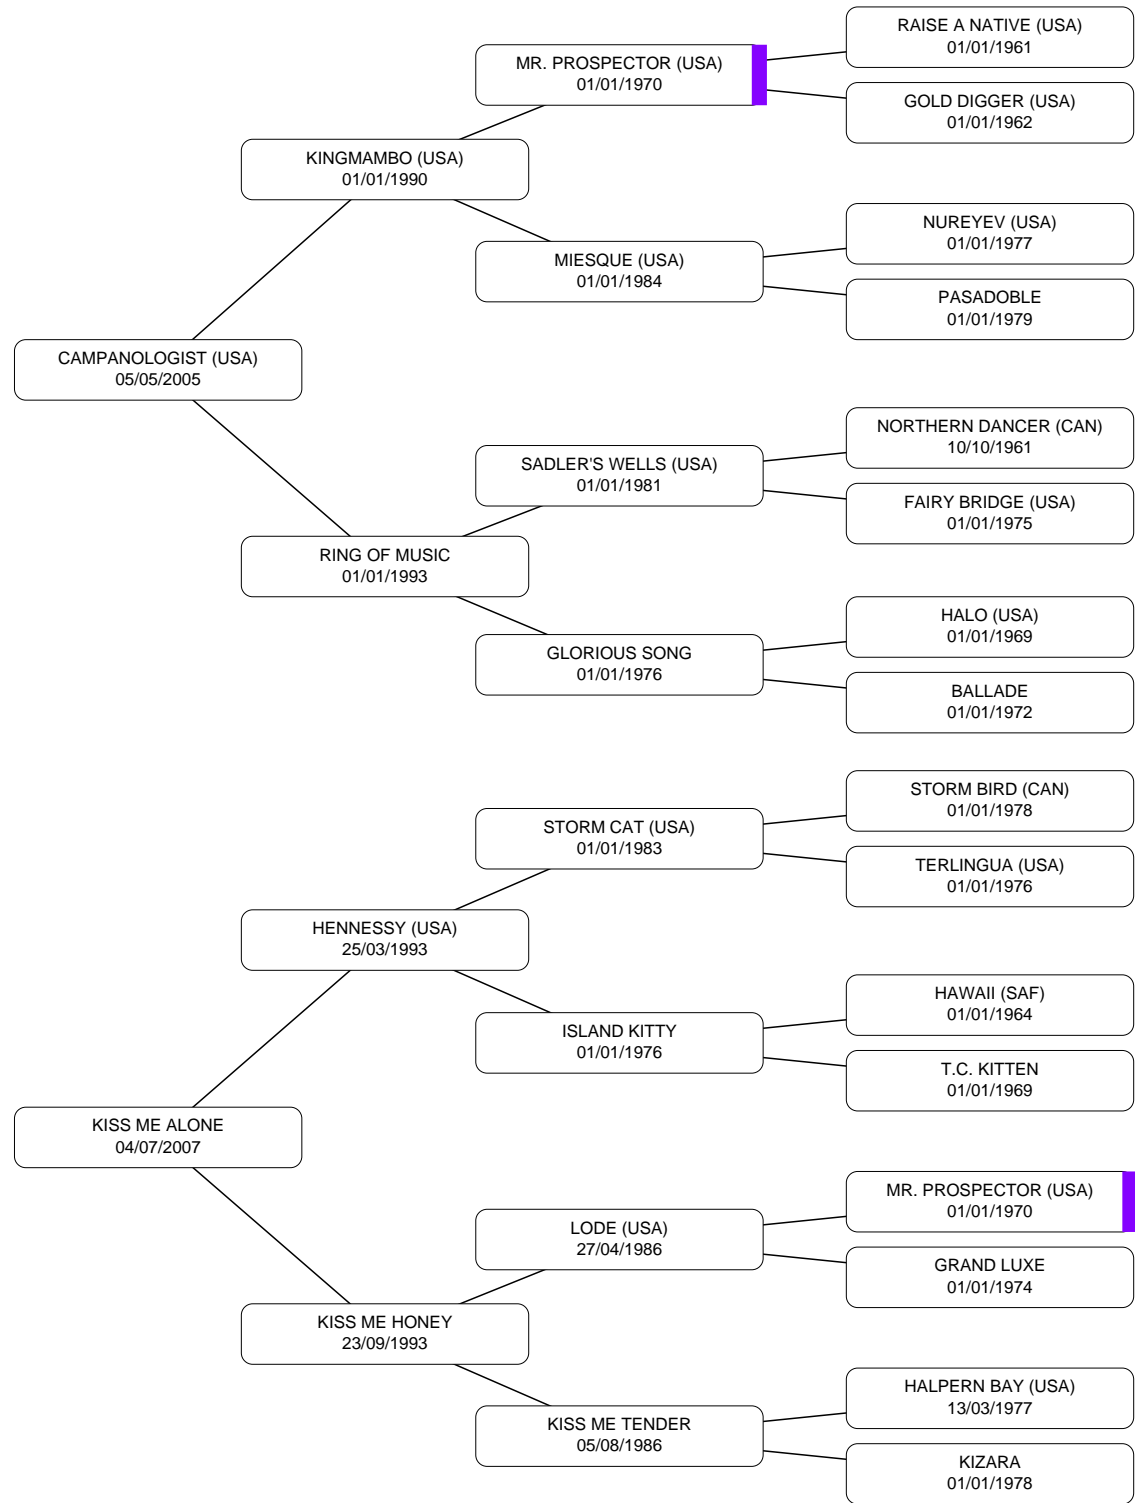 RAISE A NATIVE (USA)
01/01/1961
MR. PROSPECTOR (USA)
01/01/1970
GOLD DIGGER (USA)
01/01/1962
KINGMAMBO (USA)
01/01/1990
NUREYEV (USA)
01/01/1977
MIESQUE (USA)
01/01/1984
PASADOBLE
01/01/1979
CAMPANOLOGIST (USA)
05/05/2005
NORTHERN DANCER (CAN)
10/10/1961
SADLER'S WELLS (USA)
01/01/1981
FAIRY BRIDGE (USA)
01/01/1975
RING OF MUSIC
01/01/1993
HALO (USA)
01/01/1969
GLORIOUS SONG
01/01/1976
BALLADE
01/01/1972
STORM BIRD (CAN)
01/01/1978
STORM CAT (USA)
01/01/1983
TERLINGUA (USA)
01/01/1976
HENNESSY (USA)
25/03/1993
HAWAII (SAF)
01/01/1964
ISLAND KITTY
01/01/1976
T.C. KITTEN
01/01/1969
KISS ME ALONE
04/07/2007
MR. PROSPECTOR (USA)
01/01/1970
LODE (USA)
27/04/1986
GRAND LUXE
01/01/1974
KISS ME HONEY
23/09/1993
HALPERN BAY (USA)
13/03/1977
KISS ME TENDER
05/08/1986
KIZARA
01/01/1978